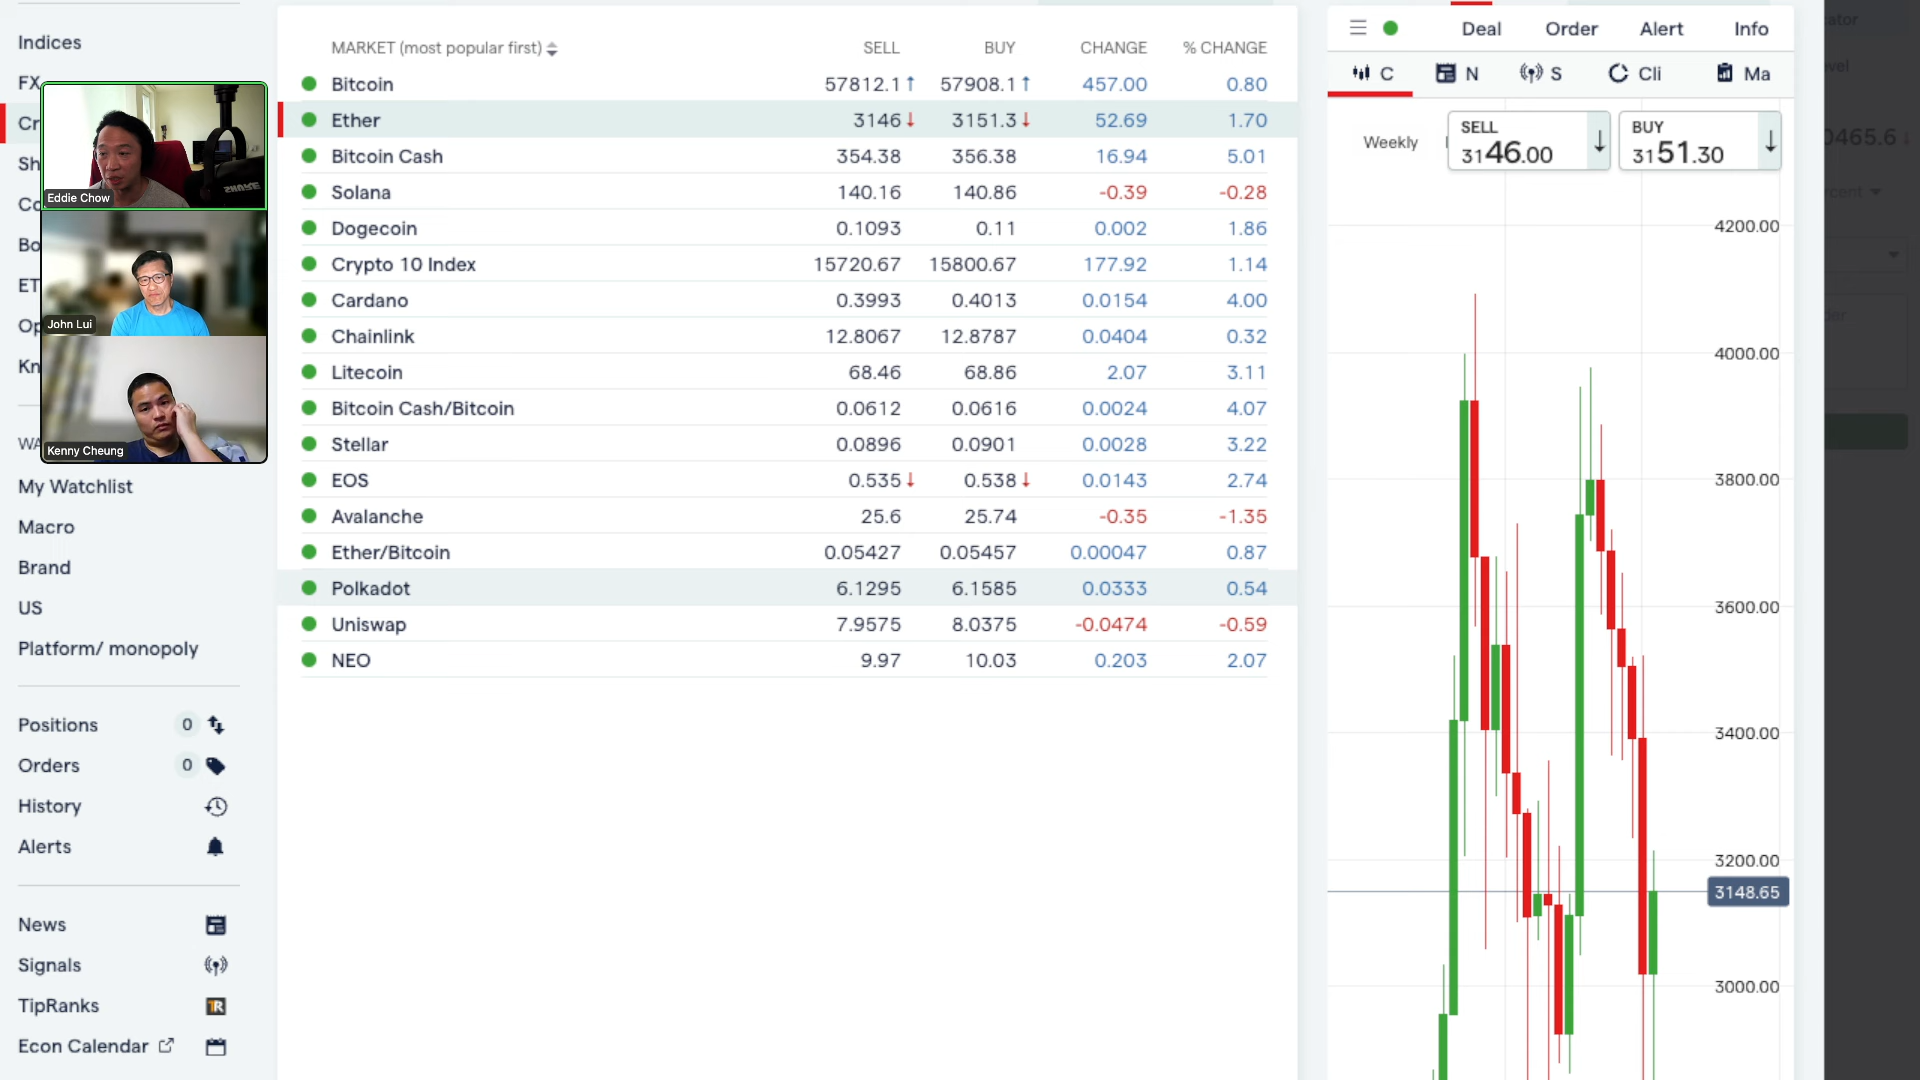 Indices
FX
Cr
Sh
Co
Bo
ET
Op
Kn
WA
Eddie Chow
SHURE
John Lui
Kenny Cheung
My Watchlist
Macro
Brand
US
Platform/ monopoly
Positions 0
Orders 0
History
Alerts
News
Signals
TipRanks
Econ Calendar
MARKET (most popular first) SELL BUY CHANGE % CHANGE
Bitcoin 57812.1↑ 57908.1↑ 457.00 0.80
Ether 3146↓ 3151.3↓ 52.69 1.70
Bitcoin Cash 354.38 356.38 16.94 5.01
Solana 140.16 140.86 -0.39 -0.28
Dogecoin 0.1093 0.11 0.002 1.86
Crypto 10 Index 15720.67 15800.67 177.92 1.14
Cardano 0.3993 0.4013 0.0154 4.00
Chainlink 12.8067 12.8787 0.0404 0.32
Litecoin 68.46 68.86 2.07 3.11
Bitcoin Cash/Bitcoin 0.0612 0.0616 0.0024 4.07
Stellar 0.0896 0.0901 0.0028 3.22
EOS 0.535↓ 0.538↓ 0.0143 2.74
Avalanche 25.6 25.74 -0.35 -1.35
Ether/Bitcoin 0.05427 0.05457 0.00047 0.87
Polkadot 6.1295 6.1585 0.0333 0.54
Uniswap 7.9575 8.0375 -0.0474 -0.59
NEO 9.97 10.03 0.203 2.07
Deal Order Alert Info
C N S Cli Ma
Weekly
SELL
3146.00
BUY
3151.30
4200.00
4000.00
3800.00
3600.00
3400.00
3200.00
3148.65
3000.00
0465.6